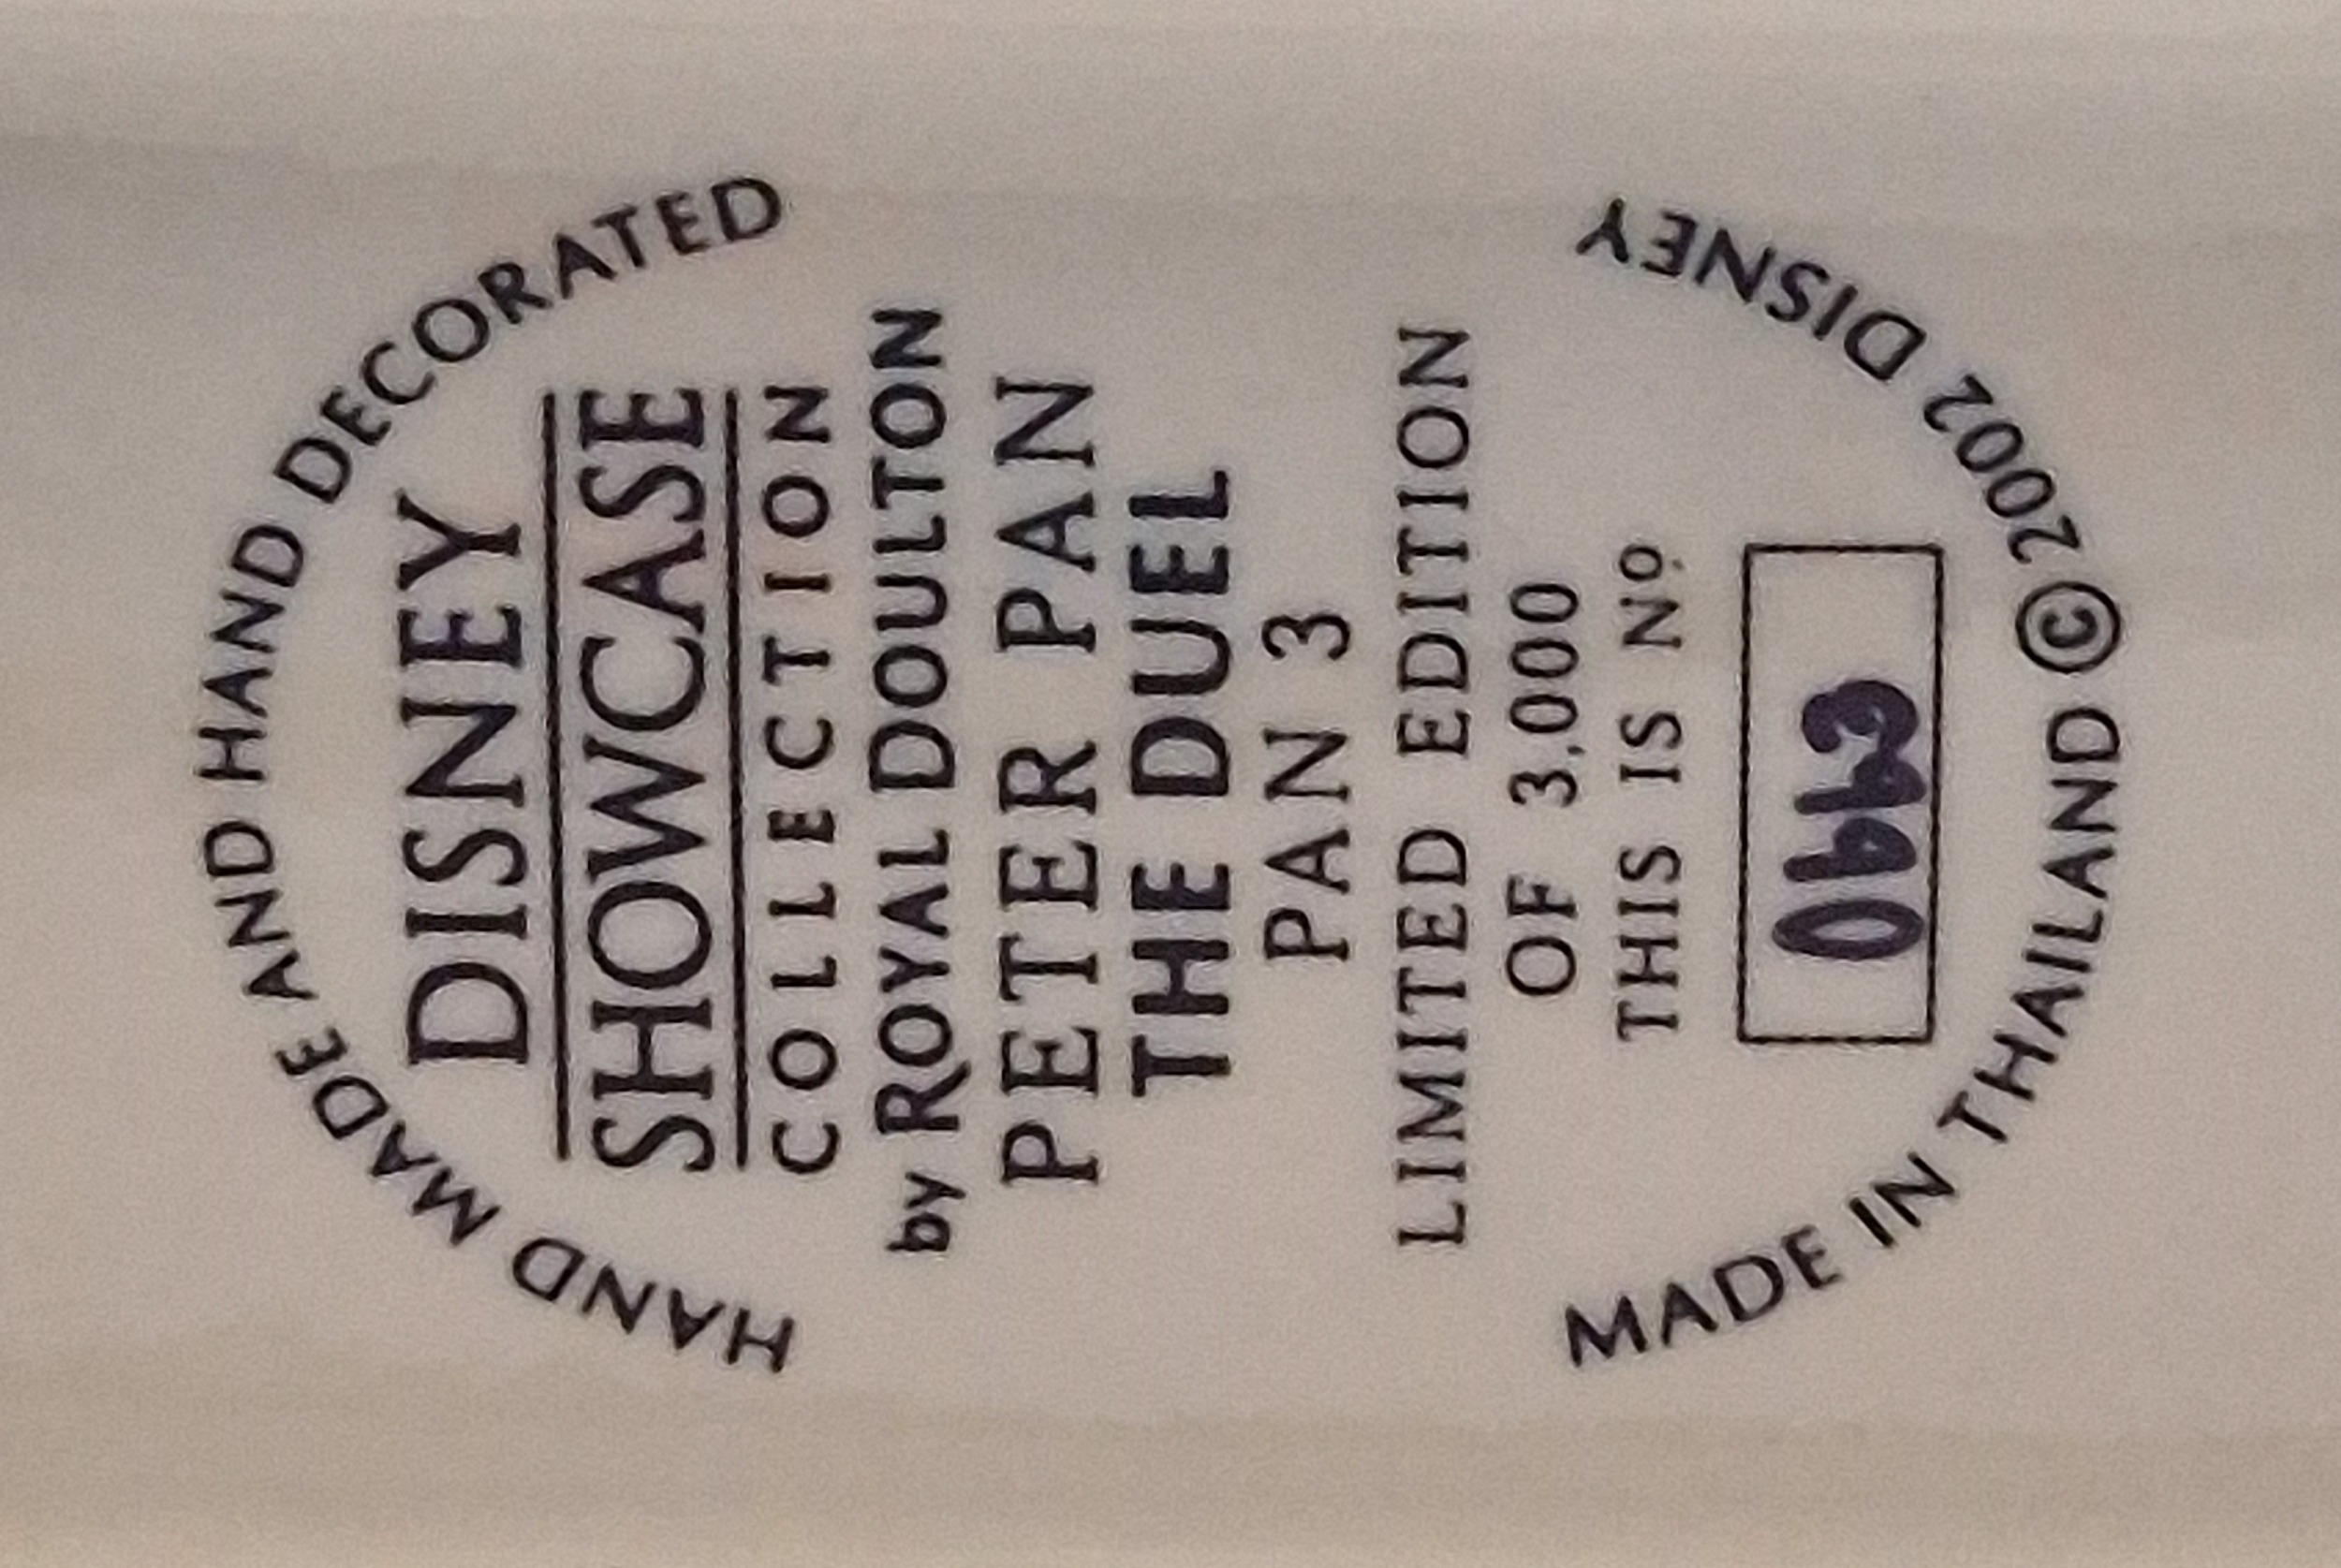 HAND MADE AND HAND DECORATED
DISNEY
SHOWCASE
COLLECTION
by ROYAL DOULTON
PETER PAN
THE DUEL
PAN 3
LIMITED EDITION
OF 3,000
THIS IS Nº
MADE IN THAILAND © 2002 DISNEY